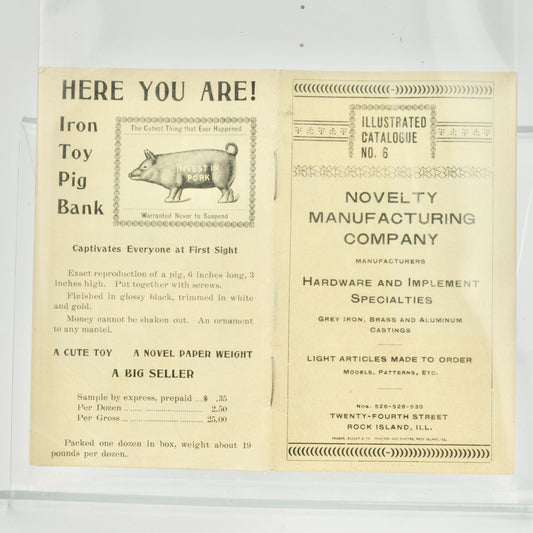 HERE YOU ARE!
Iron
Toy
Pig
Bank
The Cutest Thing that Ever Happened
INVEST IN
PORK
Warranted Never to Suspend
Captivates Everyone at First Sight
Exact reproduction of a pig, 6 inches long, 3
inches high. Put together with screws.
Finished in glossy black, trimmed in white
and gold.
Money cannot be shaken out. An ornament
to any mantel.
A CUTE TOY A NOVEL PAPER WEIGHT
A BIG SELLER
Sample by express, prepaid ....$ .35
Per Dozen ........ 2.50
Per Gross ........ 25.00
Packed one dozen in box, weight about 19
pounds per dozen.
ILLUSTRATED
CATALOGUE
NO. 6
NOVELTY
MANUFACTURING
COMPANY
MANUFACTURERS
HARDWARE AND IMPLEMENT
SPECIALTIES
GREY IRON, BRASS AND ALUMINUM
CASTINGS
LIGHT ARTICLES MADE TO ORDER
MODELS, PATTERNS, ETC.
NOS. 526-528-530
TWENTY-FOURTH STREET
ROCK ISLAND, ILL.